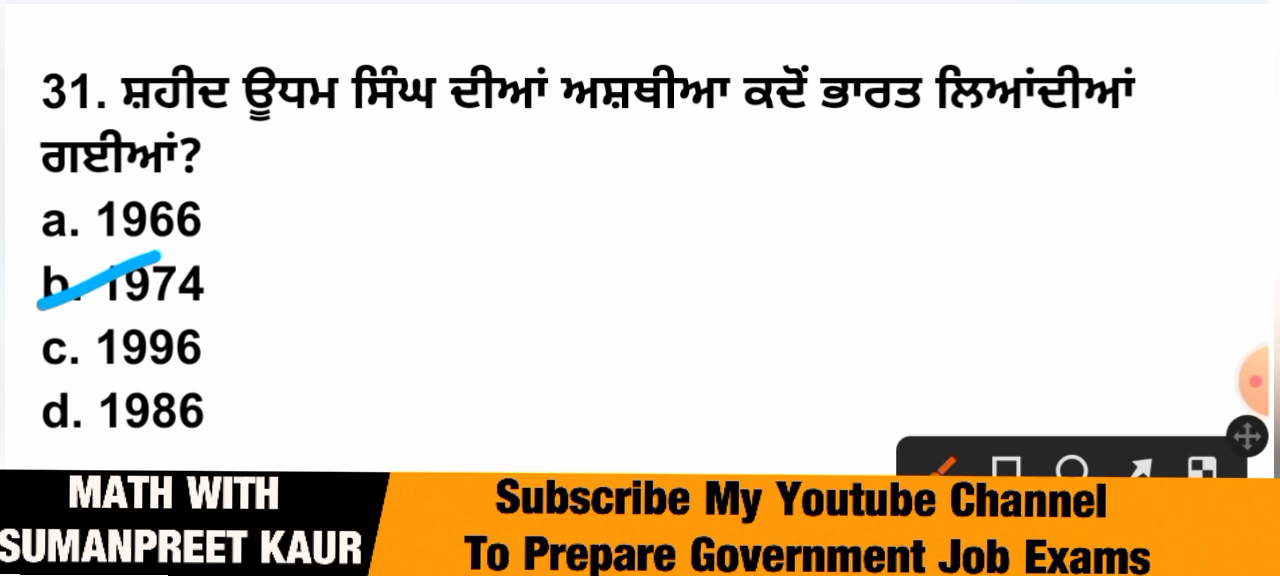 31. ਸ਼ਹੀਦ ਊਧਮ ਸਿੰਘ ਦੀਆਂ ਅਸ਼ਥੀਆ ਕਦੋਂ ਭਾਰਤ ਲਿਆਂਦੀਆਂ
ਗਈਆਂ?
a. 1966
b. 1974
c. 1996
d. 1986
MATH WITH
SUMANPREET KAUR
Subscribe My Youtube Channel
To Prepare Government Job Exams